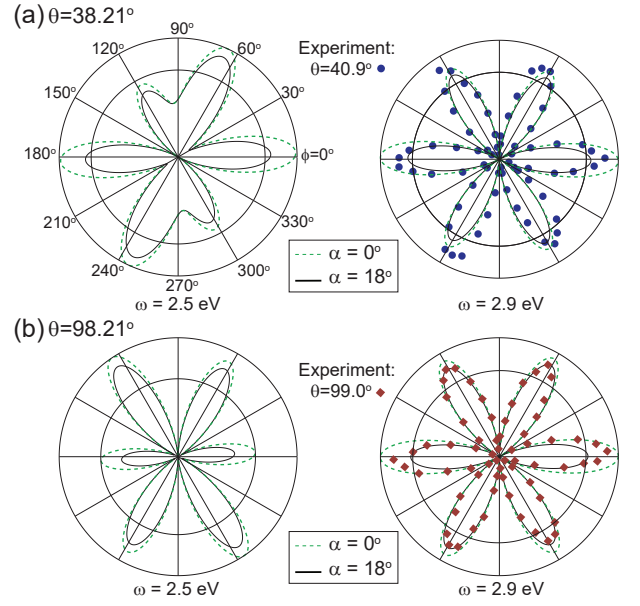 (a) θ=38.21°
90°
120°
60°
150°
30°
180°
ϕ=0°
210°
330°
240°
300°
270°
ω = 2.5 eV
Experiment:
θ=40.9°
α = 0°
α = 18°
ω = 2.9 eV
(b) θ=98.21°
Experiment:
θ=99.0°
α = 0°
α = 18°
ω = 2.5 eV
ω = 2.9 eV